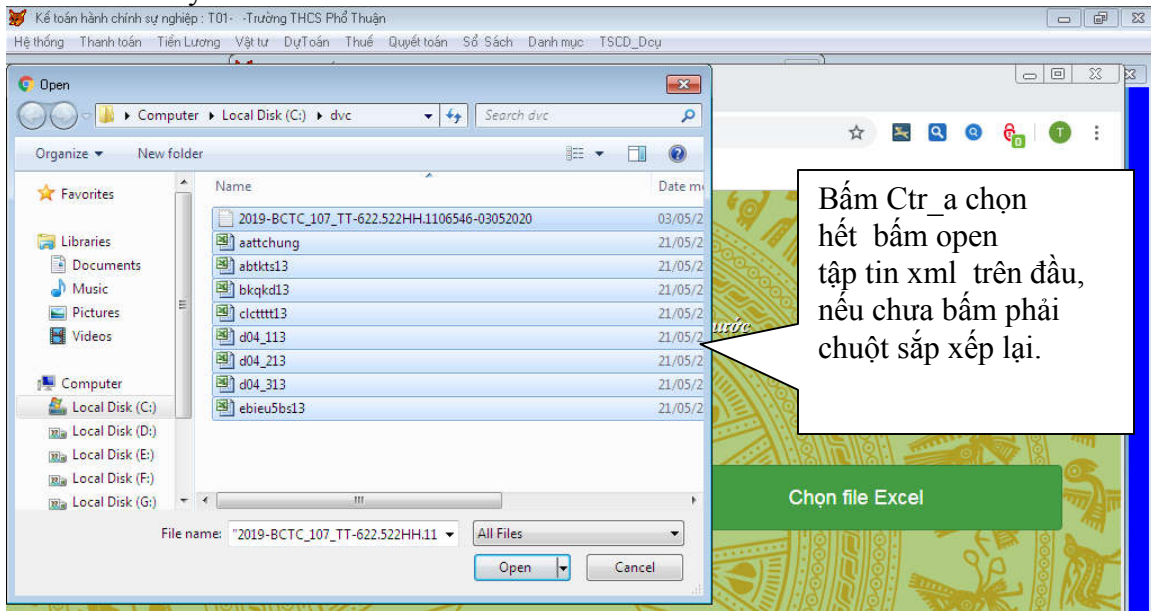 Kế toán hành chính sự nghiệp : T01- -Trường THCS Phổ Thuận
Hệ thống Thanh toán Tiền Lương Vật tư DựToán Thuế Quyết toán Sổ Sách Danh mục TSCD_Dcụ
Open
Computer Local Disk (C:) dvc Search dvc
Organize New folder
Name Date m
Favorites
Libraries
Documents
Music
Pictures
Videos
Computer
Local Disk (C:)
Local Disk (D:)
Local Disk (E:)
Local Disk (F:)
Local Disk (G:)
2019-BCTC_107_TT-622.522HH.1106546-03052020 03/05/2
aattchung 21/05/2
abtkts13 21/05/2
bkqkd13 21/05/2
clctttt13 21/05/2
d04_113 21/05/2
d04_213 21/05/2
d04_313 21/05/2
ebieu5bs13 21/05/2
File name: "2019-BCTC_107_TT-622.522HH.11 All Files
Open Cancel
T
Bấm Ctr_a chọn
hết bấm open
tập tin xml trên đầu,
nếu chưa bấm phải
chuột sắp xếp lại.
ước
Chọn file Excel